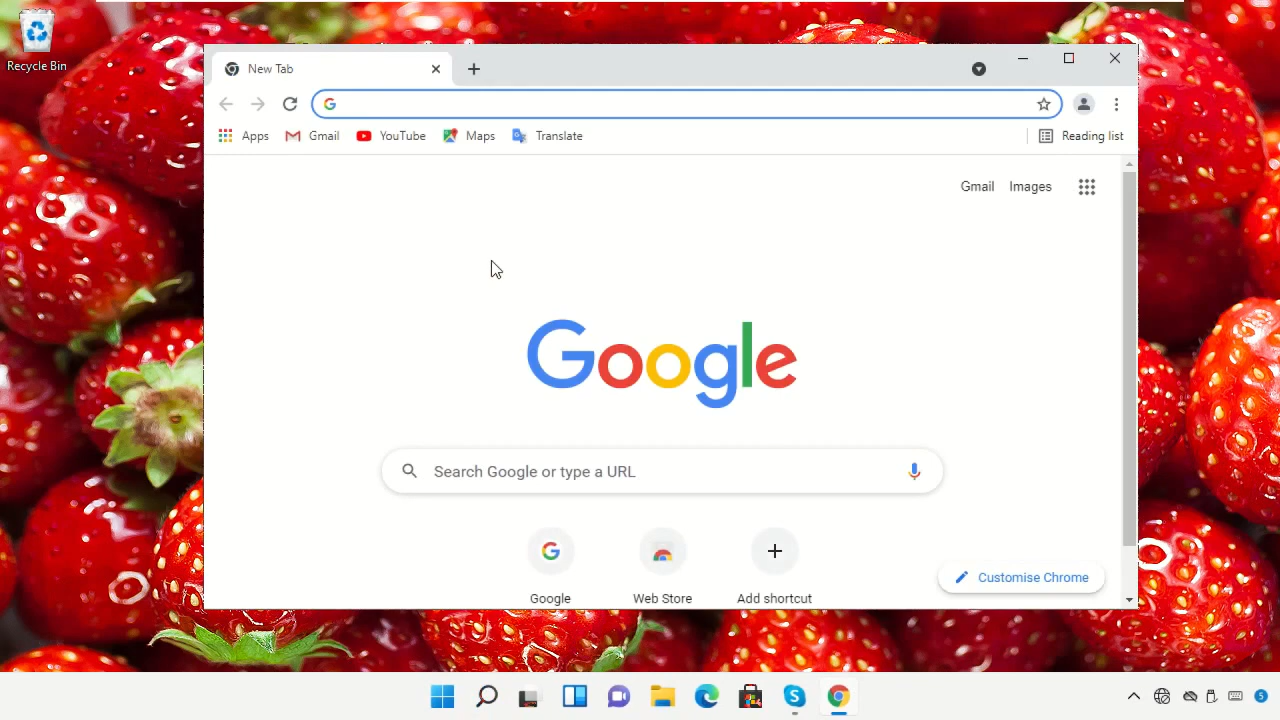 Recycle Bin
New Tab
Apps Gmail YouTube Maps Translate Reading list
Gmail Images
Google
Search Google or type a URL
Customise Chrome
Google Web Store Add shortcut
5